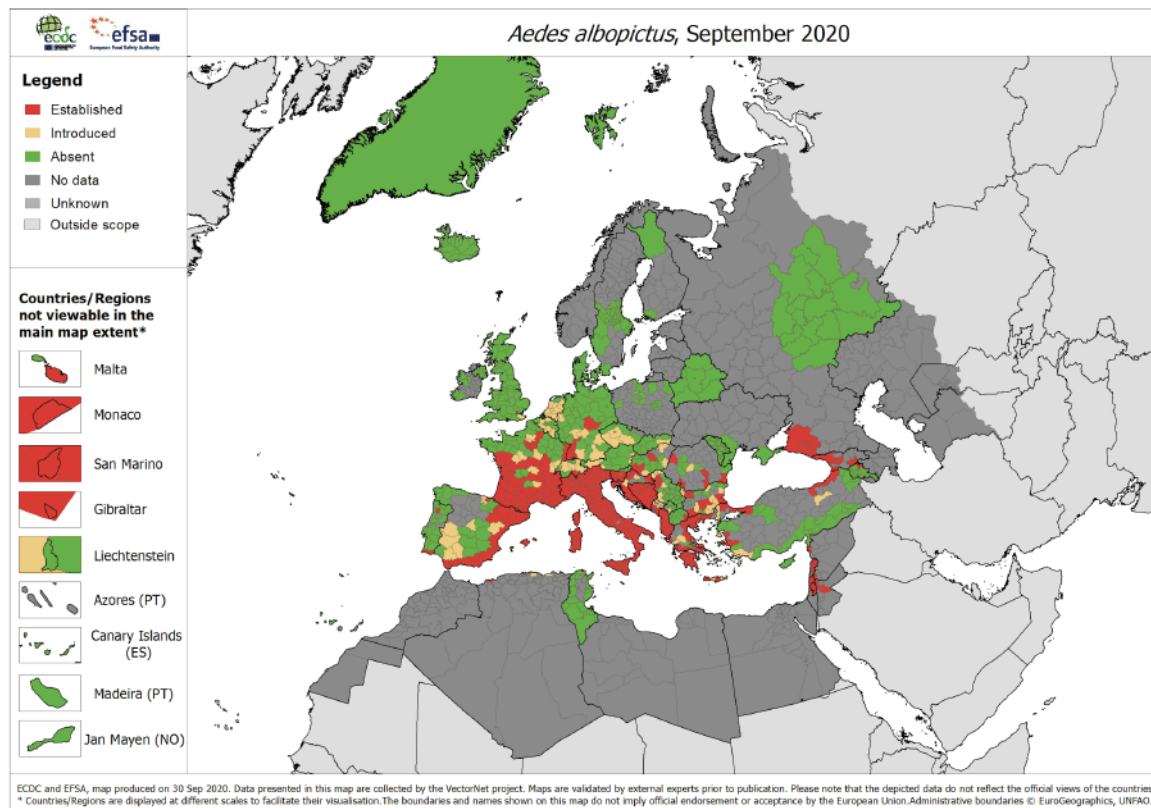 ecdc
efsa
European Food Safety Authority
Aedes albopictus, September 2020
Legend
Established
Introduced
Absent
No data
Unknown
Outside scope
Countries/Regions
not viewable in the
main map extent*
Malta
Monaco
San Marino
Gibraltar
Liechtenstein
Azores (PT)
Canary Islands
(ES)
Madeira (PT)
Jan Mayen (NO)
ECDC and EFSA, map produced on 30 Sep 2020. Data presented in this map are collected by the VectorNet project. Maps are validated by external experts prior to publication. Please note that the depicted data do not reflect the official views of the countries
* Countries/Regions are displayed at different scales to facilitate their visualisation.The boundaries and names shown on this map do not imply official endorsement or acceptance by the European Union.Administrative boundaries © EuroGeographics, UNFAO.